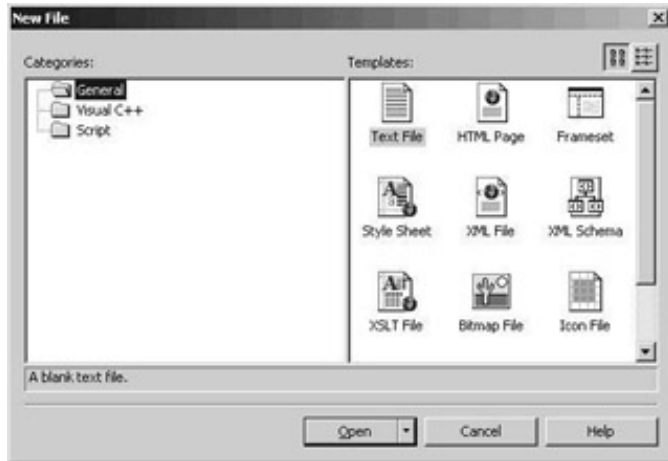 New File
Categories:
Templates:
General
Visual C++
Script
Text File
HTML Page
Frameset
Style Sheet
XML File
XML Schema
XSLT File
Bitmap File
Icon File
A blank text file.
Open
Cancel
Help